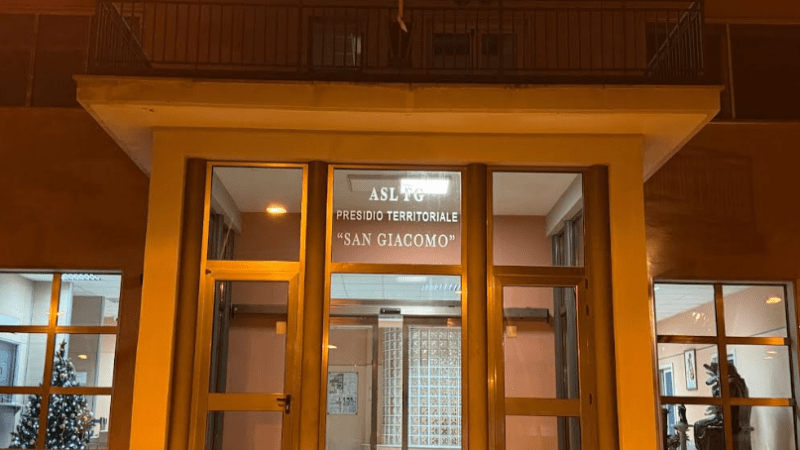 ASL FG
PRESIDIO TERRITORIALE
“SAN GIACOMO”